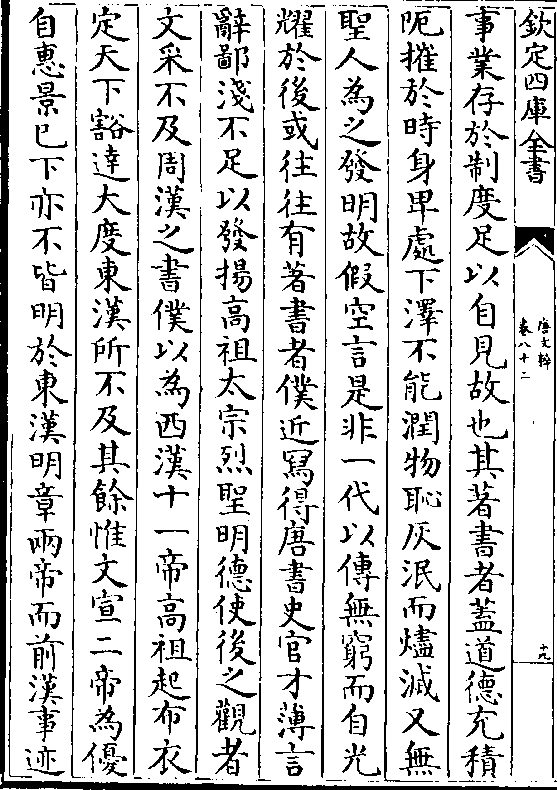 欽定四庫全書
唐文粹
卷八十二
十九
事業存於制度足以自見故也其著書者蓋道德充積
阨摧於時身卑處下澤不能潤物恥灰泯而燼滅又無
聖人為之發明故假空言是非一代以傳無窮而自光
耀於後或往往有著書者僕近冩得唐書史官才薄言
辭鄙淺不足以發揚高祖太宗烈聖明德使後之觀者
文采不及周漢之書僕以為西漢十一帝高祖起布衣
定天下豁達大度東漢所不及其餘惟文宣二帝為優
自惠景已下亦不皆明於東漢明章兩帝而前漢事迹